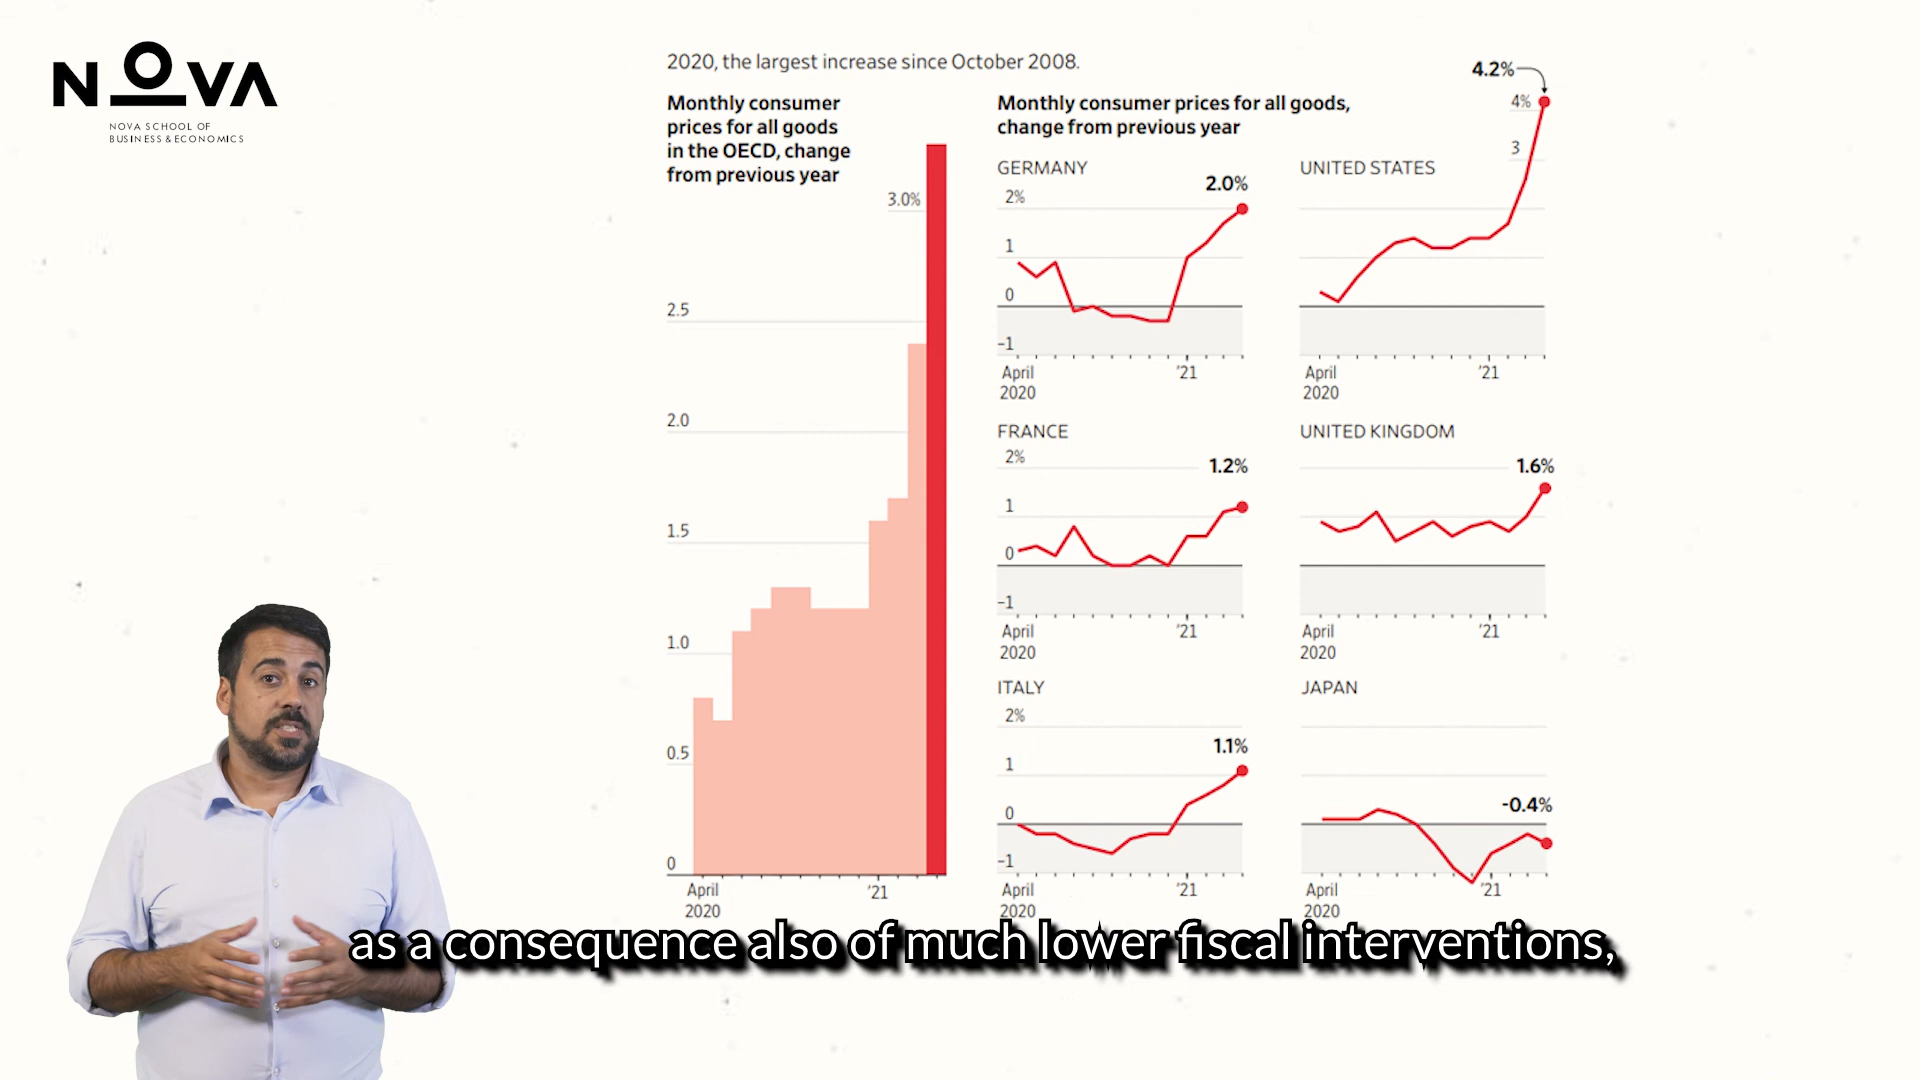 NOVA
NOVA SCHOOL OF
BUSINESS & ECONOMICS
2020, the largest increase since October 2008.
Monthly consumer
prices for all goods
in the OECD, change
from previous year
3.0%
2.5
2.0
1.5
1.0
0.5
0
April
2020
'21
Monthly consumer prices for all goods,
change from previous year
GERMANY
2.0%
2%
1
0
-1
April
2020
'21
UNITED STATES
4.2%
4%
3
April
2020
'21
FRANCE
2%
1.2%
1
0
-1
April
2020
'21
UNITED KINGDOM
1.6%
April
2020
'21
ITALY
2%
1.1%
1
0
-1
April
2020
'21
JAPAN
-0.4%
April
2020
'21
as a consequence also of much lower fiscal interventions,